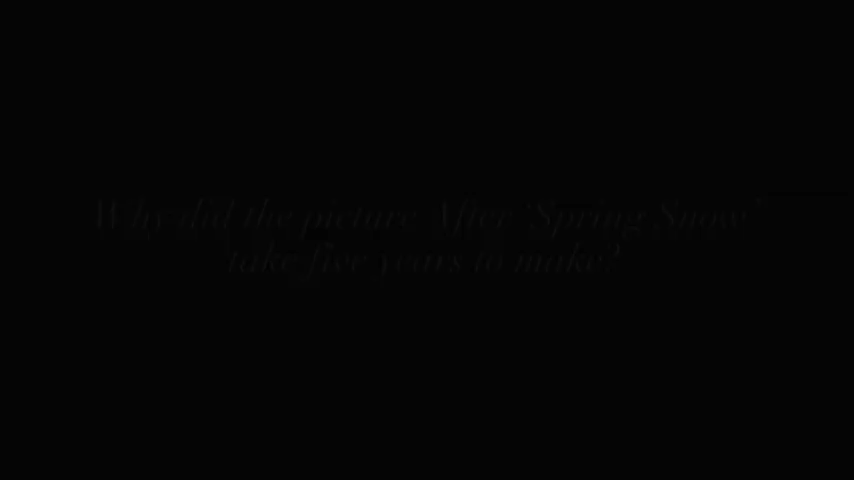 Why did the picture After 'Spring Snow'
take five years to make?